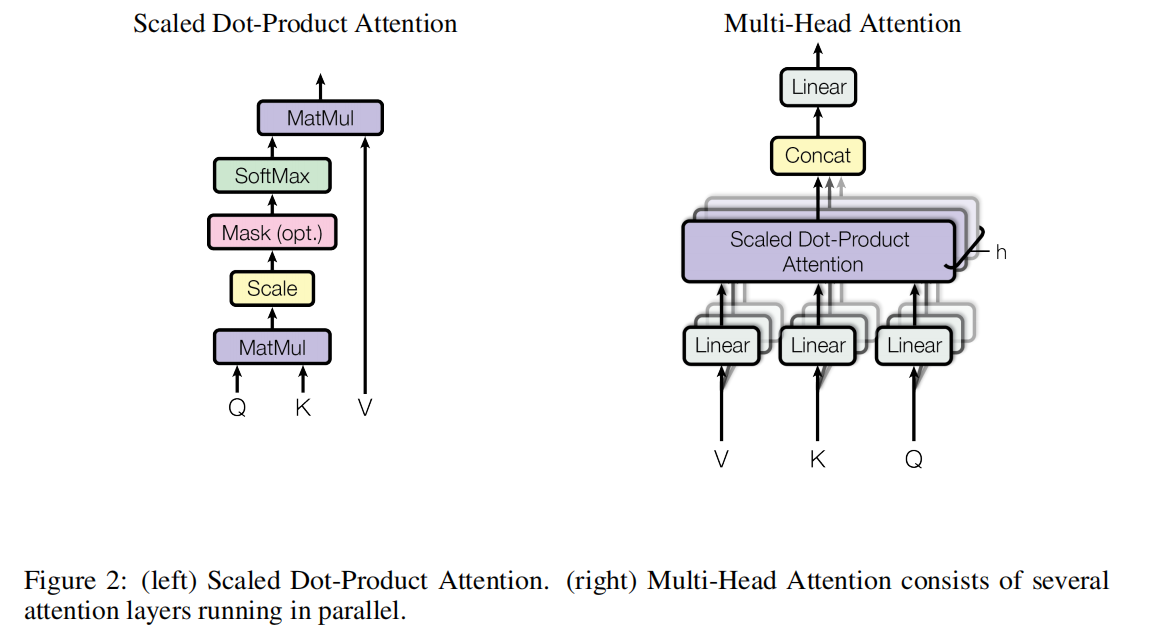 Scaled Dot-Product Attention
MatMul
SoftMax
Mask (opt.)
Scale
MatMul
Q K V
Multi-Head Attention
Linear
Concat
Scaled Dot-Product
Attention
h
Linear Linear Linear
V K Q
Figure 2: (left) Scaled Dot-Product Attention. (right) Multi-Head Attention consists of several
attention layers running in parallel.